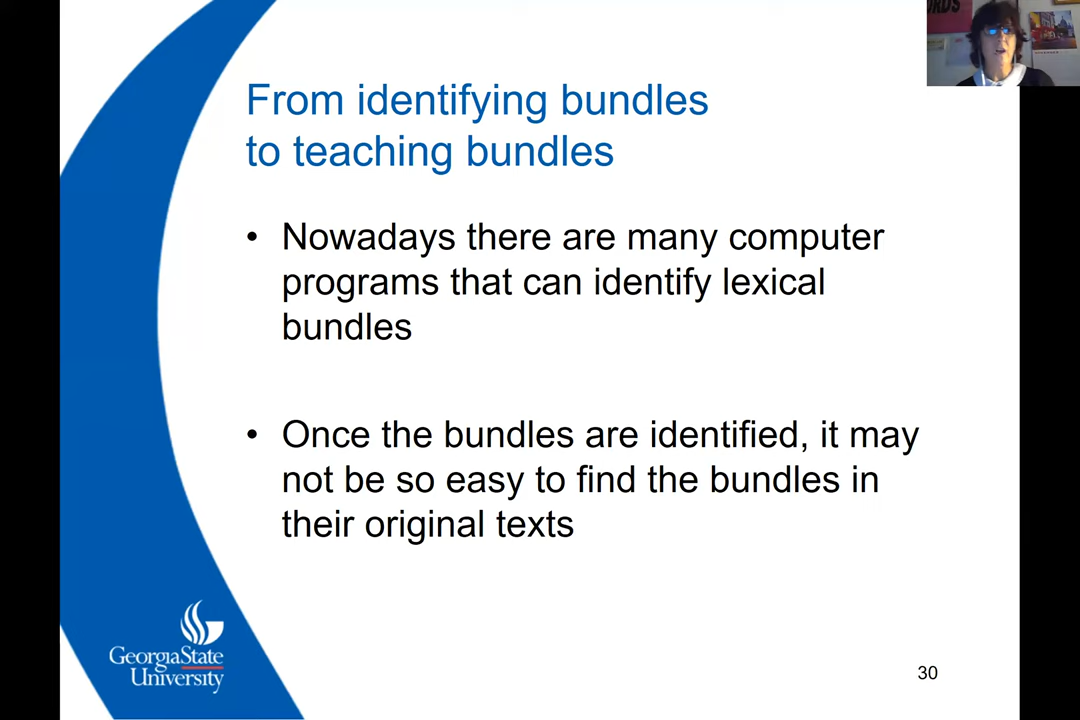 From identifying bundles
to teaching bundles
• Nowadays there are many computer
programs that can identify lexical
bundles
• Once the bundles are identified, it may
not be so easy to find the bundles in
their original texts
GeorgiaState
University
30